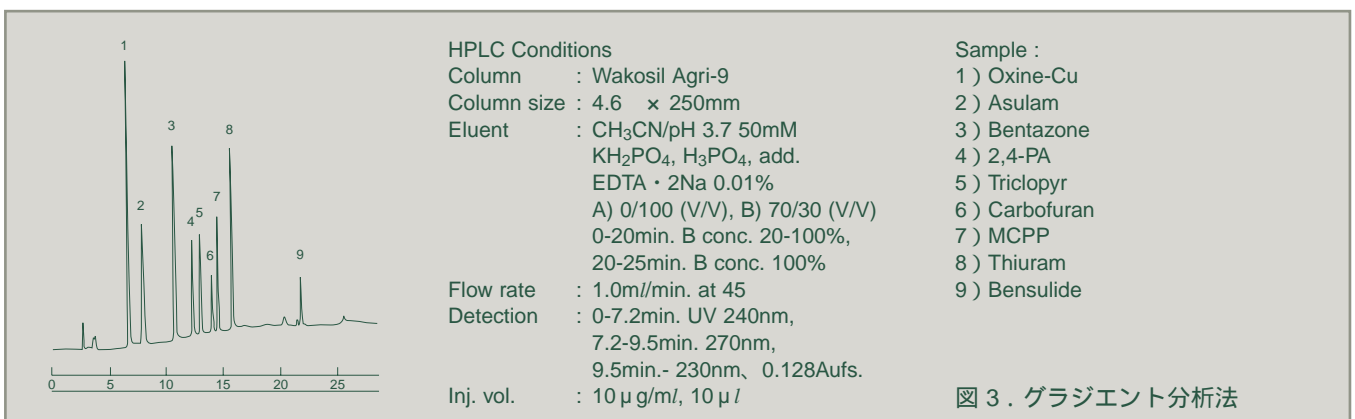 1
2
3
4
5
6
7
8
9
0 5 10 15 20 25
HPLC Conditions
Column : Wakosil Agri-9
Column size : 4.6 × 250mm
Eluent : CH₃CN/pH 3.7 50mM
KH₂PO₄, H₃PO₄, add.
EDTA・2Na 0.01%
A) 0/100 (V/V), B) 70/30 (V/V)
0-20min. B conc. 20-100%,
20-25min. B conc. 100%
Flow rate : 1.0ml/min. at 45
Detection : 0-7.2min. UV 240nm,
7.2-9.5min. 270nm,
9.5min.- 230nm、0.128Aufs.
Inj. vol. : 10μg/ml, 10μl
Sample :
1）Oxine-Cu
2）Asulam
3）Bentazone
4）2,4-PA
5）Triclopyr
6）Carbofuran
7）MCPP
8）Thiuram
9）Bensulide
図 3．グラジエント分析法